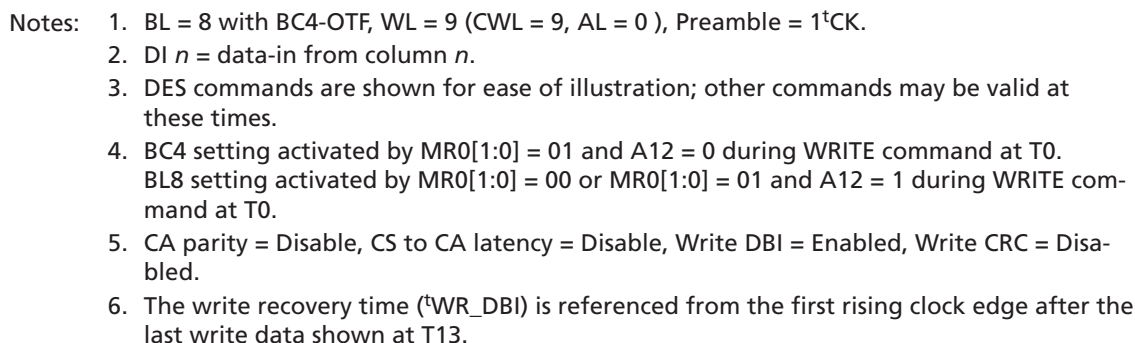 Notes: 1. BL = 8 with BC4-OTF, WL = 9 (CWL = 9, AL = 0 ), Preamble = 1tCK.
2. DI n = data-in from column n.
3. DES commands are shown for ease of illustration; other commands may be valid at
these times.
4. BC4 setting activated by MR0[1:0] = 01 and A12 = 0 during WRITE command at T0.
BL8 setting activated by MR0[1:0] = 00 or MR0[1:0] = 01 and A12 = 1 during WRITE com-
mand at T0.
5. CA parity = Disable, CS to CA latency = Disable, Write DBI = Enabled, Write CRC = Disa-
bled.
6. The write recovery time (tWR_DBI) is referenced from the first rising clock edge after the
last write data shown at T13.